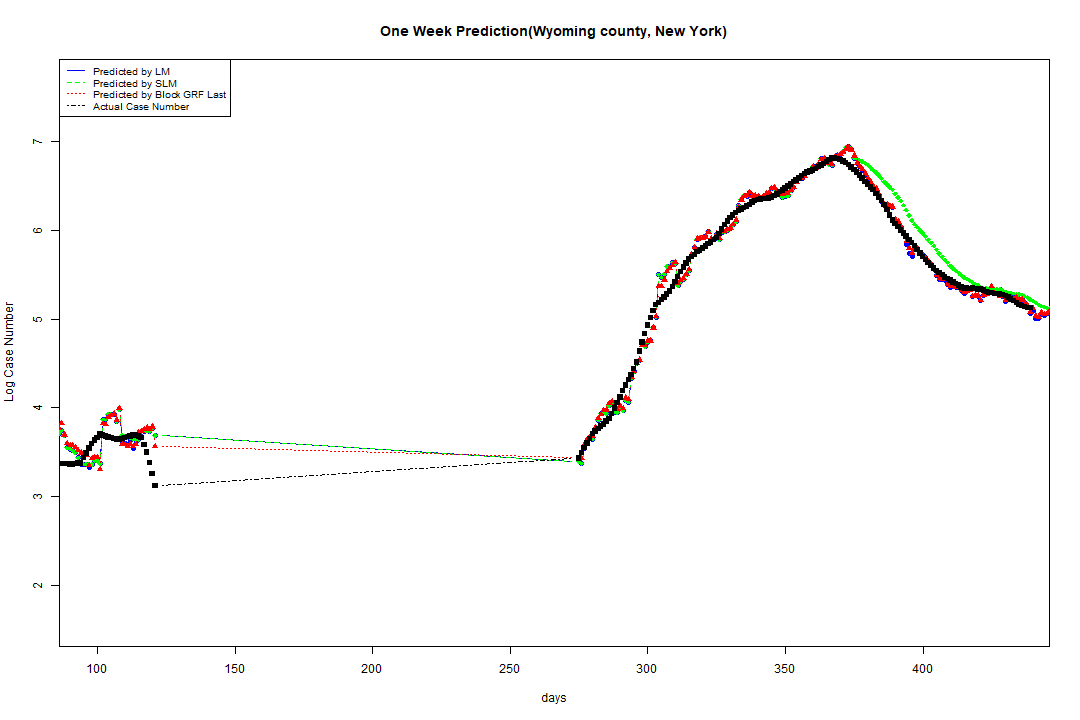 One Week Prediction(Wyoming county, New York)
Predicted by LM
Predicted by SLM
Predicted by Block GRF Last
Actual Case Number
Log Case Number
7
6
5
4
3
2
100 150 200 250 300 350 400
days